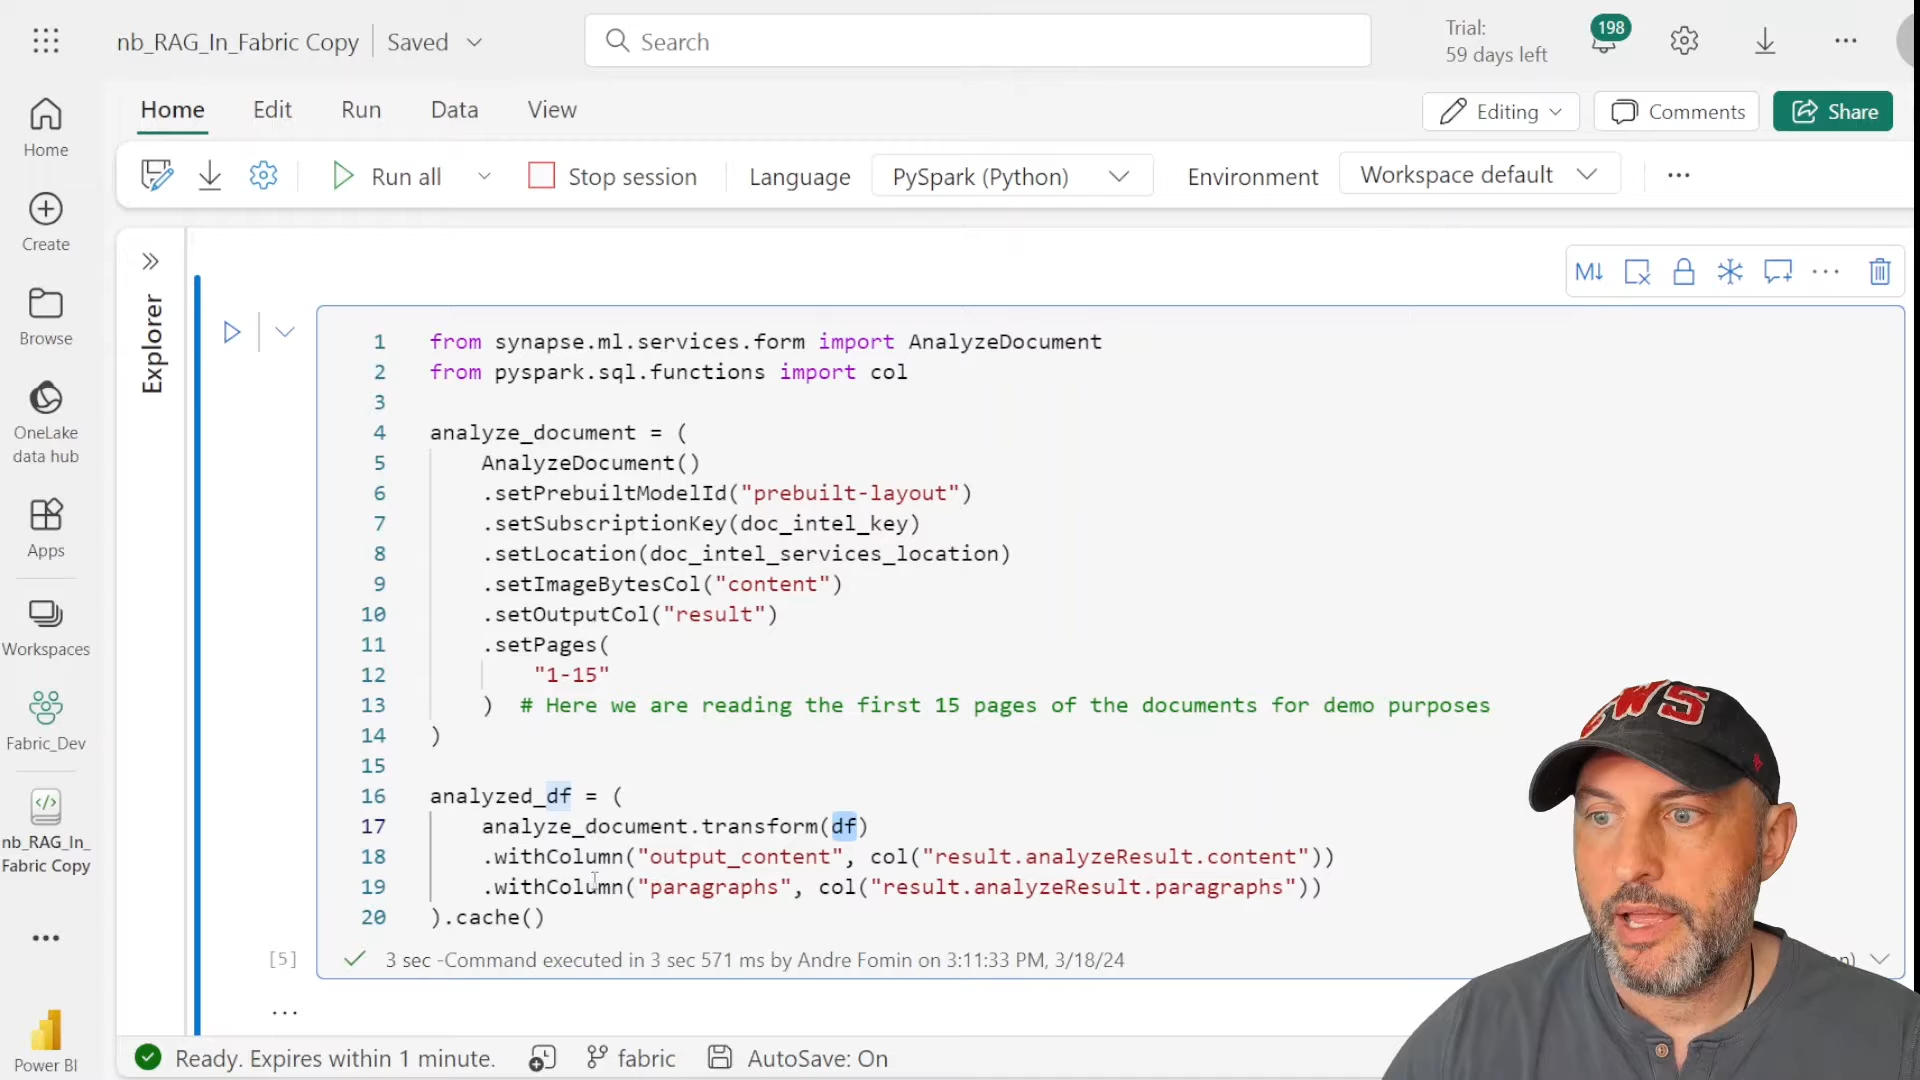 nb_RAG_In_Fabric Copy
Saved
Search
Trial:
59 days left
198
Home
Edit
Run
Data
View
Editing
Comments
Share
Run all
Stop session
Language
PySpark (Python)
Environment
Workspace default
...
Home
Create
Browse
OneLake
data hub
Apps
Workspaces
Fabric_Dev
nb_RAG_In_
Fabric Copy
Power BI
Explorer
M↓
1 from synapse.ml.services.form import AnalyzeDocument
2 from pyspark.sql.functions import col
3
4 analyze_document = (
5     AnalyzeDocument()
6     .setPrebuiltModelId("prebuilt-layout")
7     .setSubscriptionKey(doc_intel_key)
8     .setLocation(doc_intel_services_location)
9     .setImageBytesCol("content")
10     .setOutputCol("result")
11     .setPages(
12         "1-15"
13     )  # Here we are reading the first 15 pages of the documents for demo purposes
14 )
15
16 analyzed_df = (
17     analyze_document.transform(df)
18     .withColumn("output_content", col("result.analyzeResult.content"))
19     .withColumn("paragraphs", col("result.analyzeResult.paragraphs"))
20 ).cache()
[5]
3 sec -Command executed in 3 sec 571 ms by Andre Fomin on 3:11:33 PM, 3/18/24
...
Ready. Expires within 1 minute.
fabric
AutoSave: On